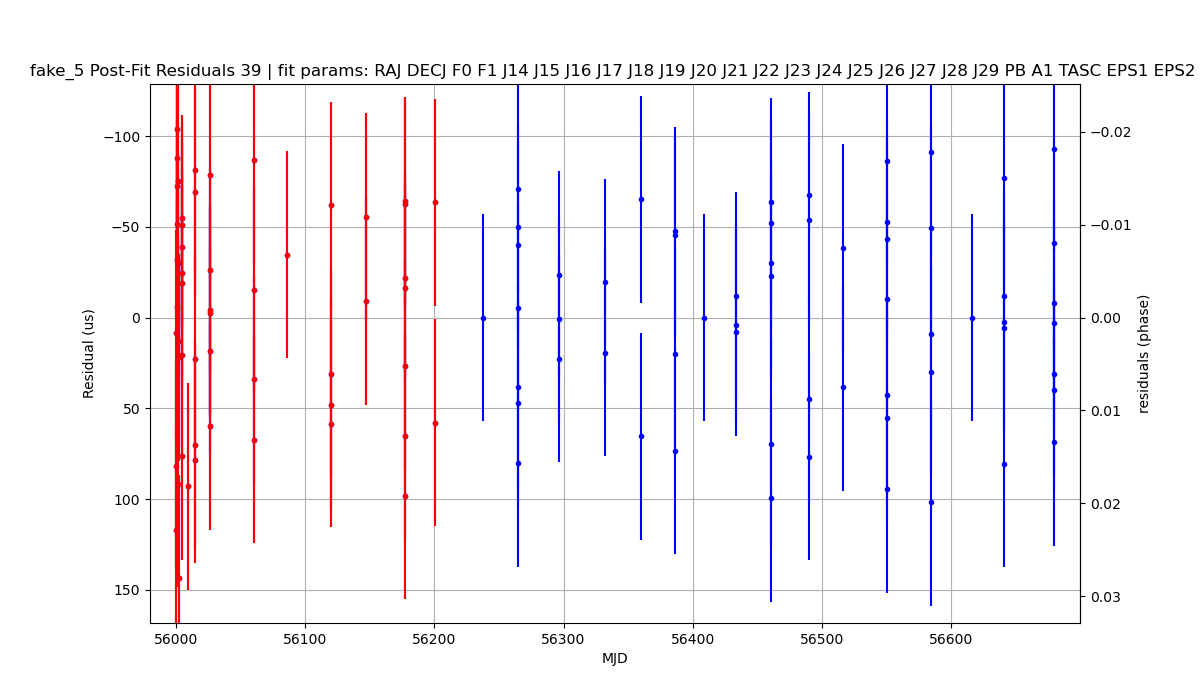 fake_5 Post-Fit Residuals 39 | fit params: RAJ DECJ F0 F1 J14 J15 J16 J17 J18 J19 J20 J21 J22 J23 J24 J25 J26 J27 J28 J29 PB A1 TASC EPS1 EPS2
−100
−50
0
50
100
150
Residual (us)
−0.02
−0.01
0.00
0.01
0.02
0.03
residuals (phase)
56000 56100 56200 56300 56400 56500 56600
MJD